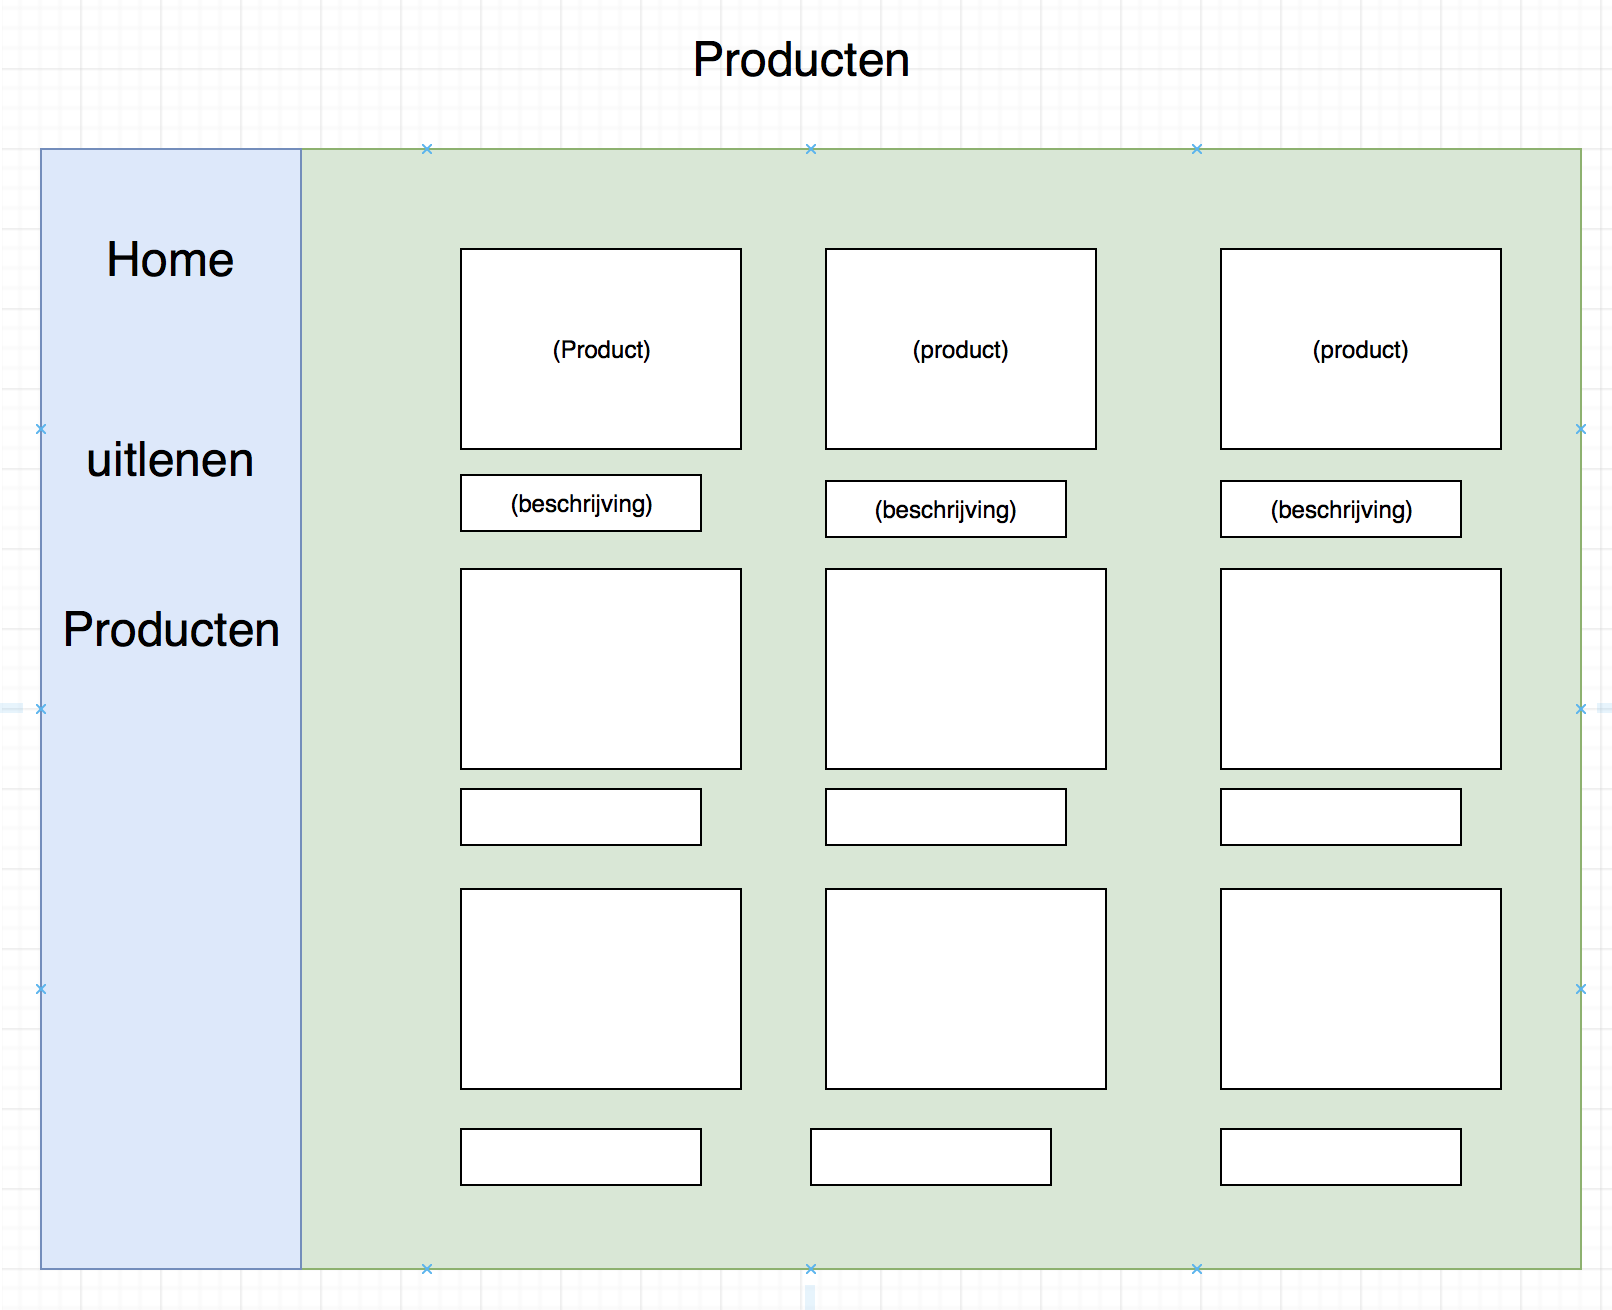 Producten
Home
uitlenen
Producten
(Product)
(product)
(product)
(beschrijving)
(beschrijving)
(beschrijving)